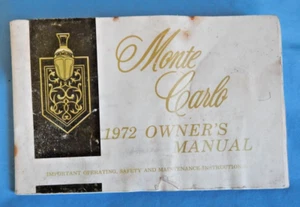 Monte
Carlo
1972 OWNER'S
MANUAL
IMPORTANT OPERATING, SAFETY AND MAINTENANCE INSTRUCTIONS